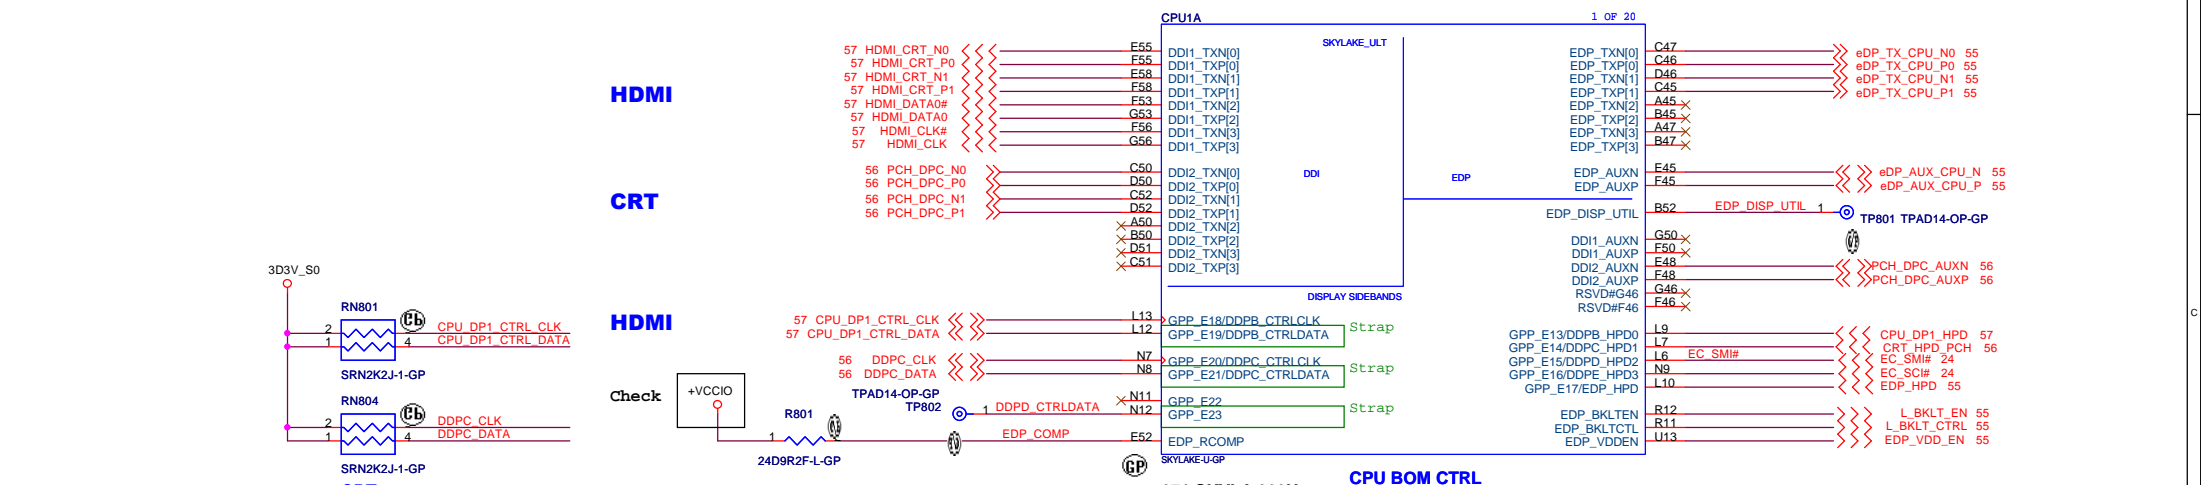 CPU1A
1 OF 20
SKYLAKE_ULT
HDMI
57 HDMI_CRT_N0
57 HDMI_CRT_P0
57 HDMI_CRT_N1
57 HDMI_CRT_P1
57 HDMI_DATA0#
57 HDMI_DATA0
57 HDMI_CLK#
57 HDMI_CLK
E55 DDI1_TXN[0]
F55 DDI1_TXP[0]
E58 DDI1_TXN[1]
F58 DDI1_TXP[1]
F53 DDI1_TXN[2]
G53 DDI1_TXP[2]
F56 DDI1_TXN[3]
G56 DDI1_TXP[3]
EDP_TXN[0] C47 eDP_TX_CPU_N0 55
EDP_TXP[0] C46 eDP_TX_CPU_P0 55
EDP_TXN[1] D46 eDP_TX_CPU_N1 55
EDP_TXP[1] C45 eDP_TX_CPU_P1 55
EDP_TXN[2] A45
EDP_TXP[2] B45
EDP_TXN[3] A47
EDP_TXP[3] B47
CRT
56 PCH_DPC_N0
56 PCH_DPC_P0
56 PCH_DPC_N1
56 PCH_DPC_P1
C50 DDI2_TXN[0]
D50 DDI2_TXP[0]
C52 DDI2_TXN[1]
D52 DDI2_TXP[1]
A50 DDI2_TXN[2]
B50 DDI2_TXP[2]
D51 DDI2_TXN[3]
C51 DDI2_TXP[3]
DDI
EDP
EDP_AUXN E45 eDP_AUX_CPU_N 55
EDP_AUXP F45 eDP_AUX_CPU_P 55
EDP_DISP_UTIL B52 EDP_DISP_UTIL 1 TP801 TPAD14-OP-GP
DDI1_AUXN G50
DDI1_AUXP F50
DDI2_AUXN E48 PCH_DPC_AUXN 56
DDI2_AUXP F48 PCH_DPC_AUXP 56
RSVD#G46 G46
RSVD#F46 F46
DISPLAY SIDEBANDS
3D3V_S0
RN801
2 CPU_DP1_CTRL_CLK
1 4 CPU_DP1_CTRL_DATA
SRN2K2J-1-GP
Cb
RN804
2 DDPC_CLK
1 4 DDPC_DATA
SRN2K2J-1-GP
Cb
HDMI
57 CPU_DP1_CTRL_CLK L13 GPP_E18/DDPB_CTRLCLK
57 CPU_DP1_CTRL_DATA L12 GPP_E19/DDPB_CTRLDATA Strap
56 DDPC_CLK N7 GPP_E20/DDPC_CTRLCLK
56 DDPC_DATA N8 GPP_E21/DDPC_CTRLDATA Strap
TPAD14-OP-GP
TP802
N11 GPP_E22
1 DDPD_CTRLDATA N12 GPP_E23 Strap
Check
+VCCIO
R801
1
24D9R2F-L-GP
EDP_COMP E52 EDP_RCOMP
GPP_E13/DDPB_HPD0 L9 CPU_DP1_HPD 57
GPP_E14/DDPC_HPD1 L7 CRT_HPD_PCH 56
GPP_E15/DDPD_HPD2 L6 EC_SMI# EC_SMI# 24
GPP_E16/DDPE_HPD3 N9 EC_SCI# 24
GPP_E17/EDP_HPD L10 EDP_HPD 55
EDP_BKLTEN R12 L_BKLT_EN 55
EDP_BKLTCTL R11 L_BKLT_CTRL 55
EDP_VDDEN U13 EDP_VDD_EN 55
GP
SKYLAKE-U-GP
CPU BOM CTRL
C